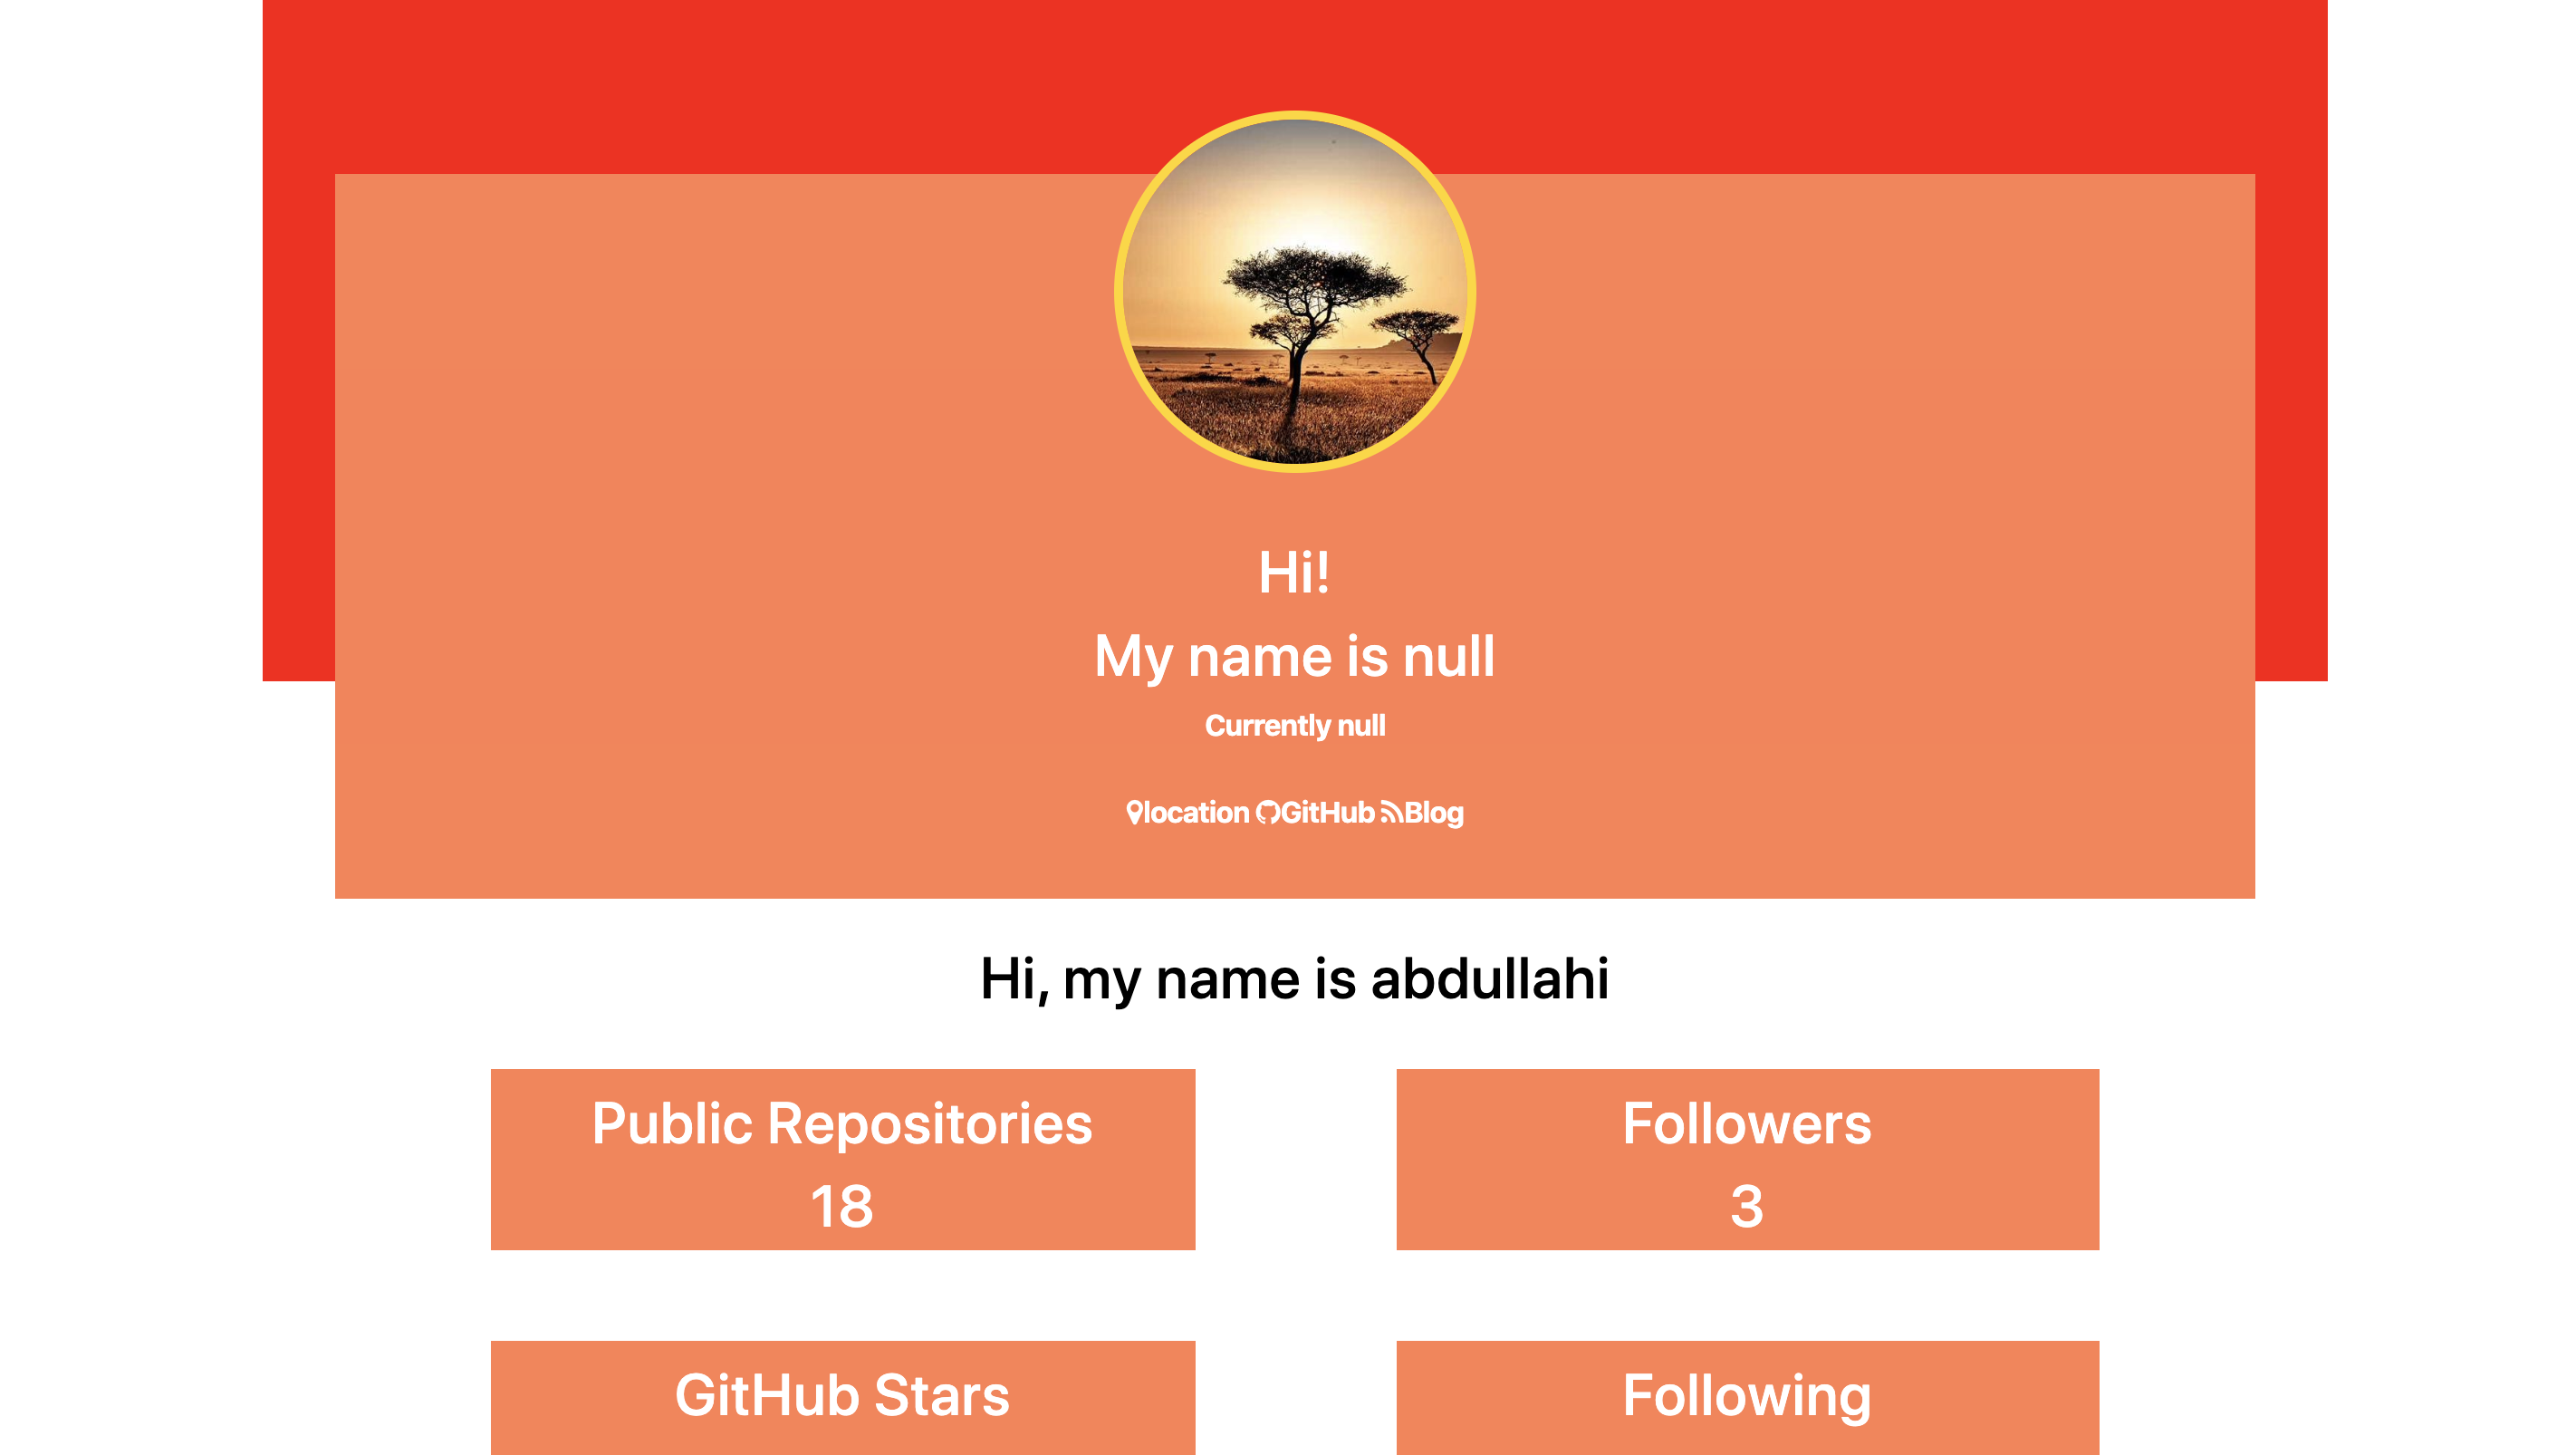 Hi!
My name is null
Currently null
location GitHub Blog
Hi, my name is abdullahi
Public Repositories
18
Followers
3
GitHub Stars
Following